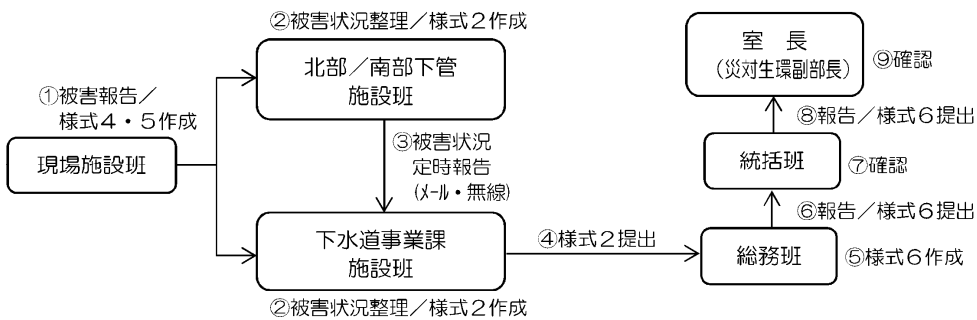 ②被害状況整理／様式２作成
北部／南部下管
施設班
①被害報告／
様式４・５作成
現場施設班
③被害状況
定時報告
(ﾒｰﾙ・無線)
下水道事業課
施設班
②被害状況整理／様式２作成
④様式２提出
室　長
（災対生環副部長）
⑨確認
⑧報告／様式６提出
統括班
⑦確認
⑥報告／様式６提出
総務班
⑤様式６作成